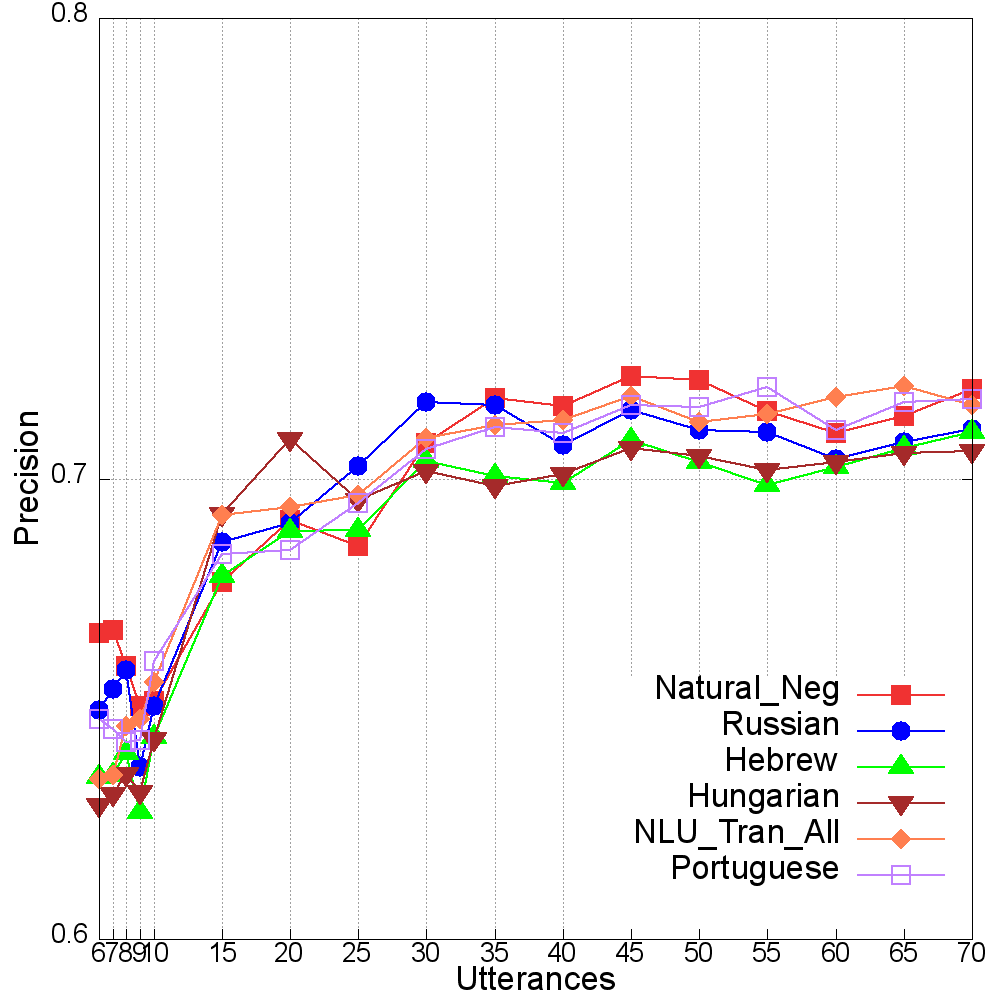 0.8
0.7
0.6
Precision
Natural_Neg
Russian
Hebrew
Hungarian
NLU_Tran_All
Portuguese
6 7 8 9 10 15 20 25 30 35 40 45 50 55 60 65 70
Utterances